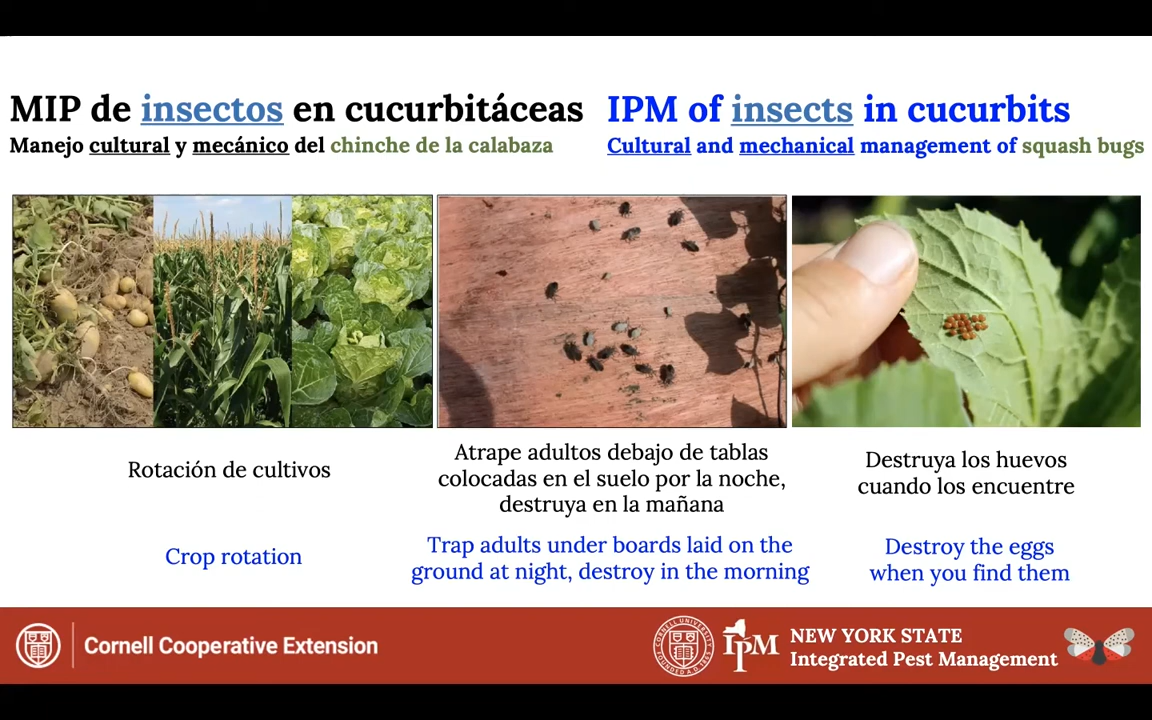 MIP de insectos en cucurbitáceas
Manejo cultural y mecánico del chinche de la calabaza
IPM of insects in cucurbits
Cultural and mechanical management of squash bugs
Rotación de cultivos
Crop rotation
Atrape adultos debajo de tablas
colocadas en el suelo por la noche,
destruya en la mañana
Trap adults under boards laid on the
ground at night, destroy in the morning
Destruya los huevos
cuando los encuentre
Destroy the eggs
when you find them
Cornell Cooperative Extension
CORNELL UNIVERSITY
FOUNDED A.D. 1865
IPM
NEW YORK STATE
Integrated Pest Management